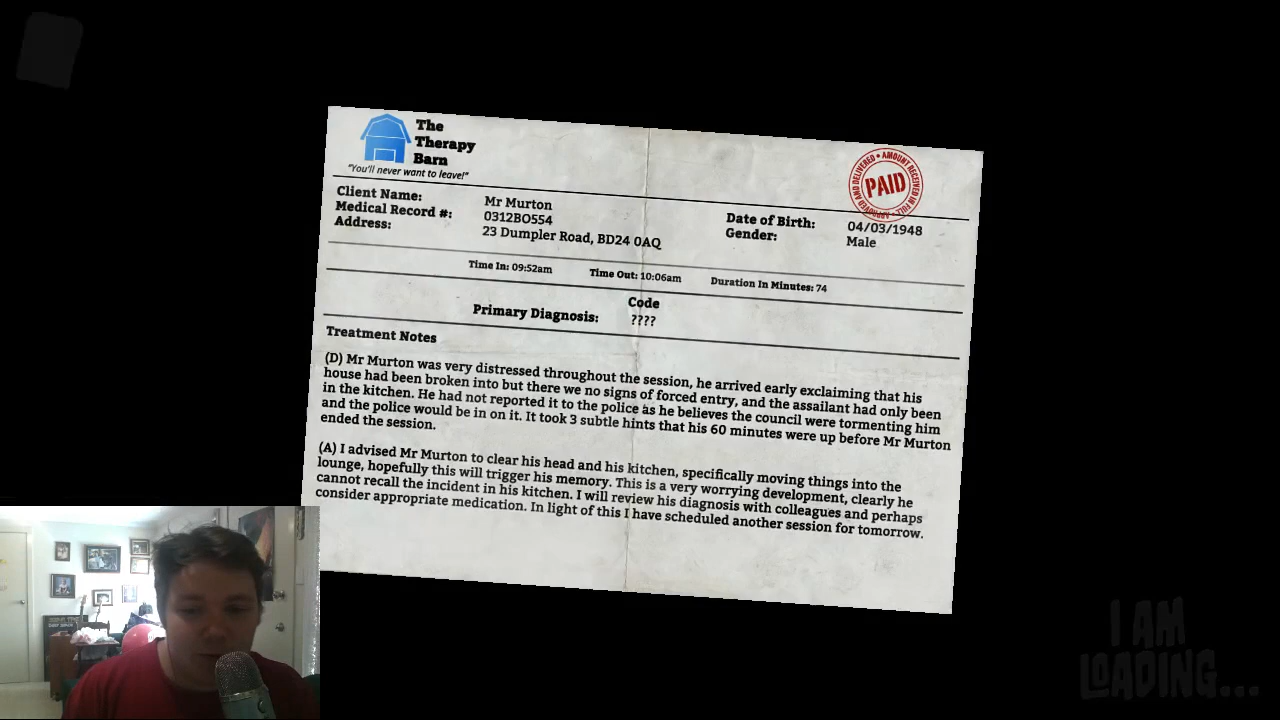 The
Therapy
Barn
"You'll never want to leave!"
AND DELIVERED • AMOUNT RECEIVED IN FULL
PAID
Client Name: Mr Murton
Medical Record #: 0312BO554
Address: 23 Dumpler Road, BD24 0AQ
Date of Birth: 04/03/1948
Gender: Male
Time In: 09:52am Time Out: 10:06am Duration In Minutes: 74
Code
Primary Diagnosis: ????
Treatment Notes
(D) Mr Murton was very distressed throughout the session, he arrived early exclaiming that his
house had been broken into but there we no signs of forced entry, and the assailant had only been
in the kitchen. He had not reported it to the police as he believes the council were tormenting him
and the police would be in on it. It took 3 subtle hints that his 60 minutes were up before Mr Murton
ended the session.
(A) I advised Mr Murton to clear his head and his kitchen, specifically moving things into the
lounge, hopefully this will trigger his memory. This is a very worrying development, clearly he
cannot recall the incident in his kitchen. I will review his diagnosis with colleagues and perhaps
consider appropriate medication. In light of this I have scheduled another session for tomorrow.
I AM
LOADING...